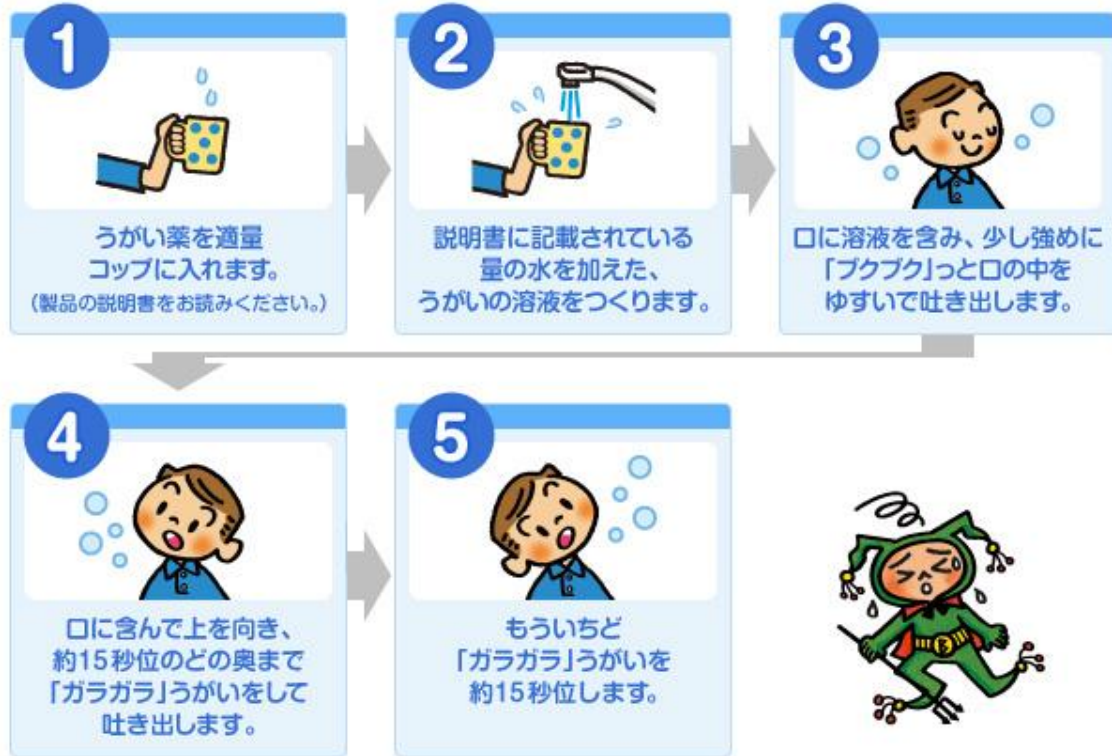 1
うがい薬を適量
コップに入れます。
（製品の説明書をお読みください。）
2
説明書に記載されている
量の水を加えた、
うがいの溶液をつくります。
3
口に溶液を含み、少し強めに
「ブクブク」っと口の中を
ゆすいで吐き出します。
4
口に含んで上を向き、
約15秒位のどの奥まで
「ガラガラ」うがいをして
吐き出します。
5
もういちど
「ガラガラ」うがいを
約15秒位します。